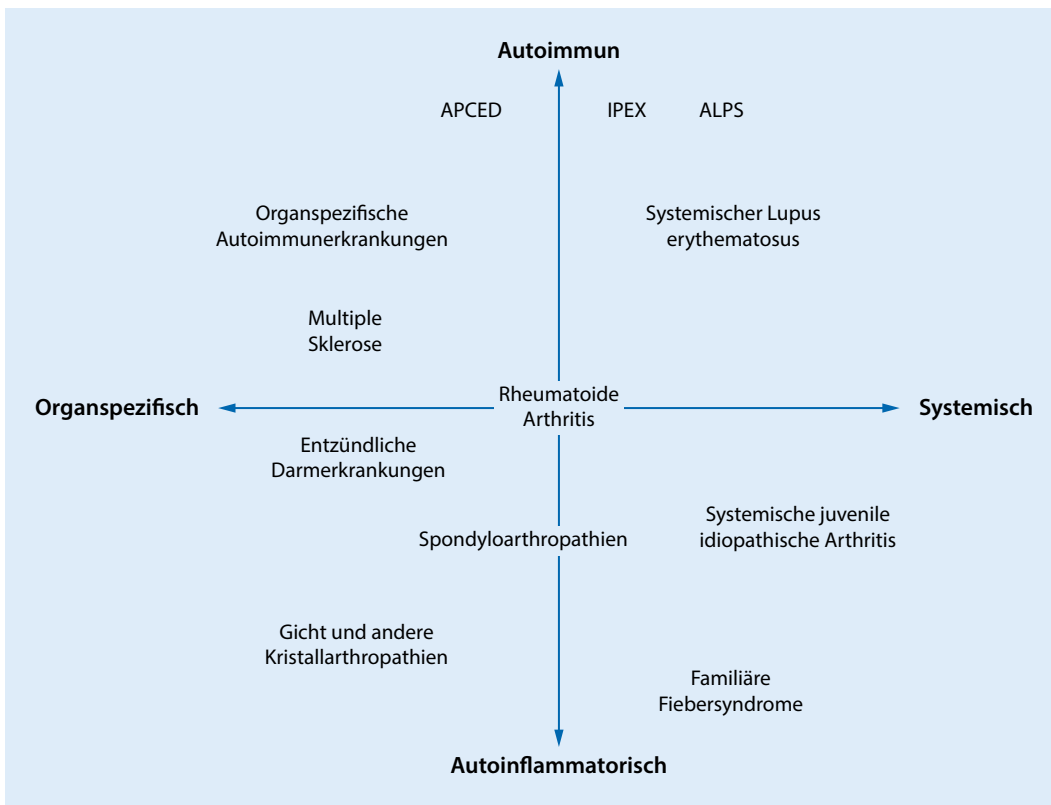 Autoimmun
APCED IPEX ALPS
Organspezifische
Autoimmunerkrankungen
Systemischer Lupus
erythematosus
Multiple
Sklerose
Organspezifisch
Rheumatoide
Arthritis
Systemisch
Entzündliche
Darmerkrankungen
Systemische juvenile
idiopathische Arthritis
Spondyloarthropathien
Gicht und andere
Kristallarthropathien
Familiäre
Fiebersyndrome
Autoinflammatorisch